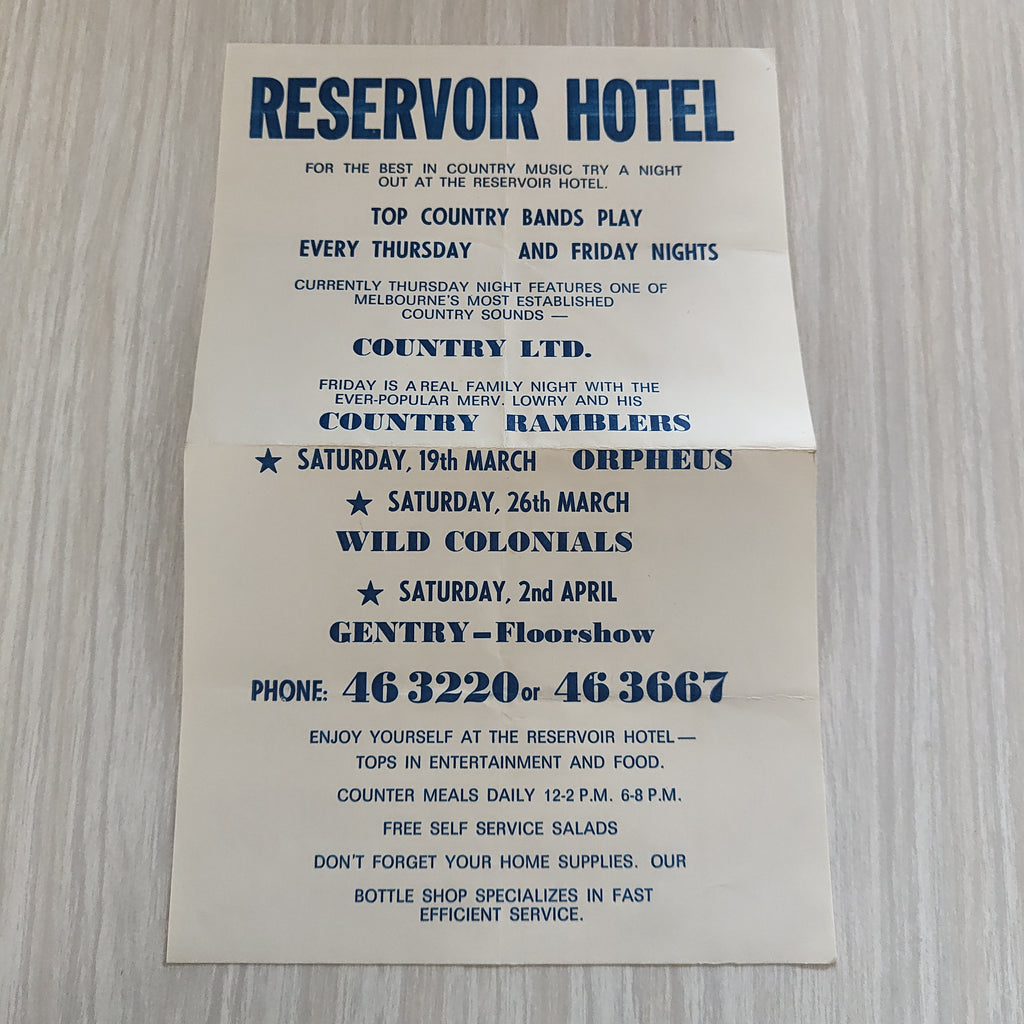 RESERVOIR HOTEL
FOR THE BEST IN COUNTRY MUSIC TRY A NIGHT
OUT AT THE RESERVOIR HOTEL.
TOP COUNTRY BANDS PLAY
EVERY THURSDAY AND FRIDAY NIGHTS
CURRENTLY THURSDAY NIGHT FEATURES ONE OF
MELBOURNE'S MOST ESTABLISHED
COUNTRY SOUNDS —
COUNTRY LTD.
FRIDAY IS A REAL FAMILY NIGHT WITH THE
EVER-POPULAR MERV. LOWRY AND HIS
COUNTRY RAMBLERS
★ SATURDAY, 19th MARCH ORPHEUS
★ SATURDAY, 26th MARCH
WILD COLONIALS
★ SATURDAY, 2nd APRIL
GENTRY – Floorshow
PHONE: 46 3220 or 46 3667
ENJOY YOURSELF AT THE RESERVOIR HOTEL —
TOPS IN ENTERTAINMENT AND FOOD.
COUNTER MEALS DAILY 12-2 P.M. 6-8 P.M.
FREE SELF SERVICE SALADS
DON'T FORGET YOUR HOME SUPPLIES. OUR
BOTTLE SHOP SPECIALIZES IN FAST
EFFICIENT SERVICE.